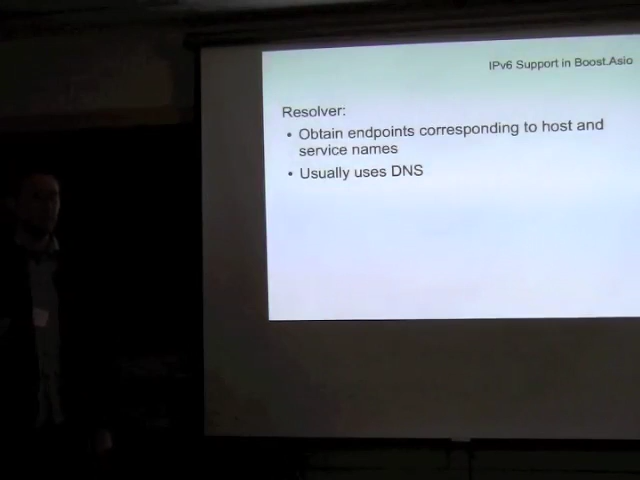 IPv6 Support in Boost.Asio
Resolver:
• Obtain endpoints corresponding to host and
service names
• Usually uses DNS